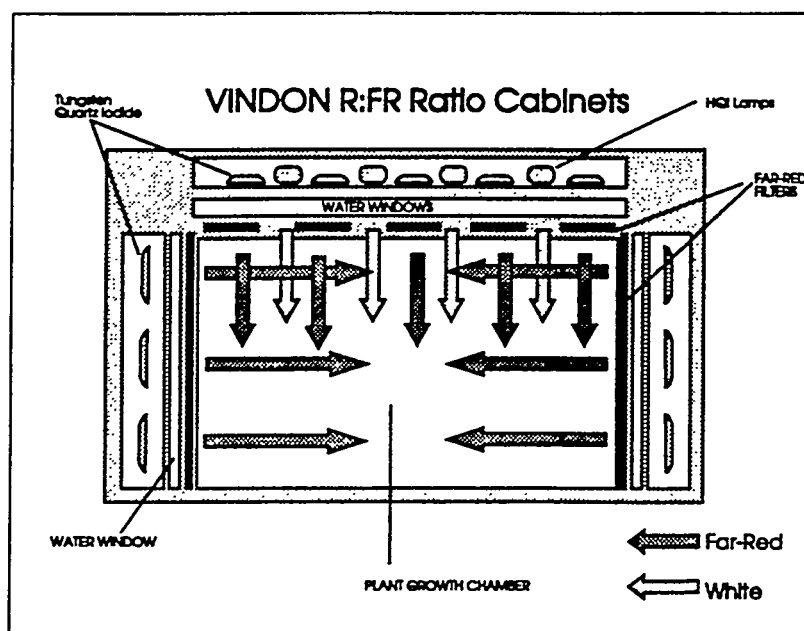 Tungsten
Quartz Iodide
VINDON R:FR Ratio Cabinets
HQI Lamps
WATER WINDOWS
FAR-RED
FILTERS
WATER WINDOW
PLANT GROWTH CHAMBER
Far-Red
White